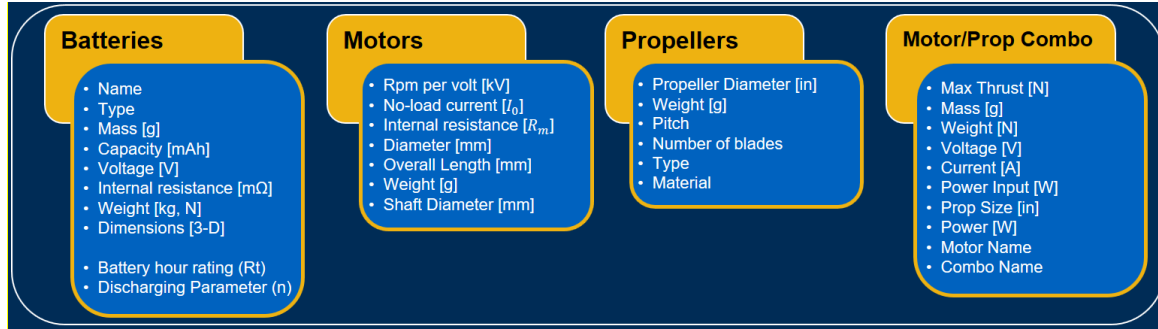 Batteries
• Name
• Type
• Mass [g]
• Capacity [mAh]
• Voltage [V]
• Internal resistance [mΩ]
• Weight [kg, N]
• Dimensions [3-D]
• Battery hour rating (Rt)
• Discharging Parameter (n)
Motors
• Rpm per volt [kV]
• No-load current [I₀]
• Internal resistance [Rₘ]
• Diameter [mm]
• Overall Length [mm]
• Weight [g]
• Shaft Diameter [mm]
Propellers
• Propeller Diameter [in]
• Weight [g]
• Pitch
• Number of blades
• Type
• Material
Motor/Prop Combo
• Max Thrust [N]
• Mass [g]
• Weight [N]
• Voltage [V]
• Current [A]
• Power Input [W]
• Prop Size [in]
• Power [W]
• Motor Name
• Combo Name